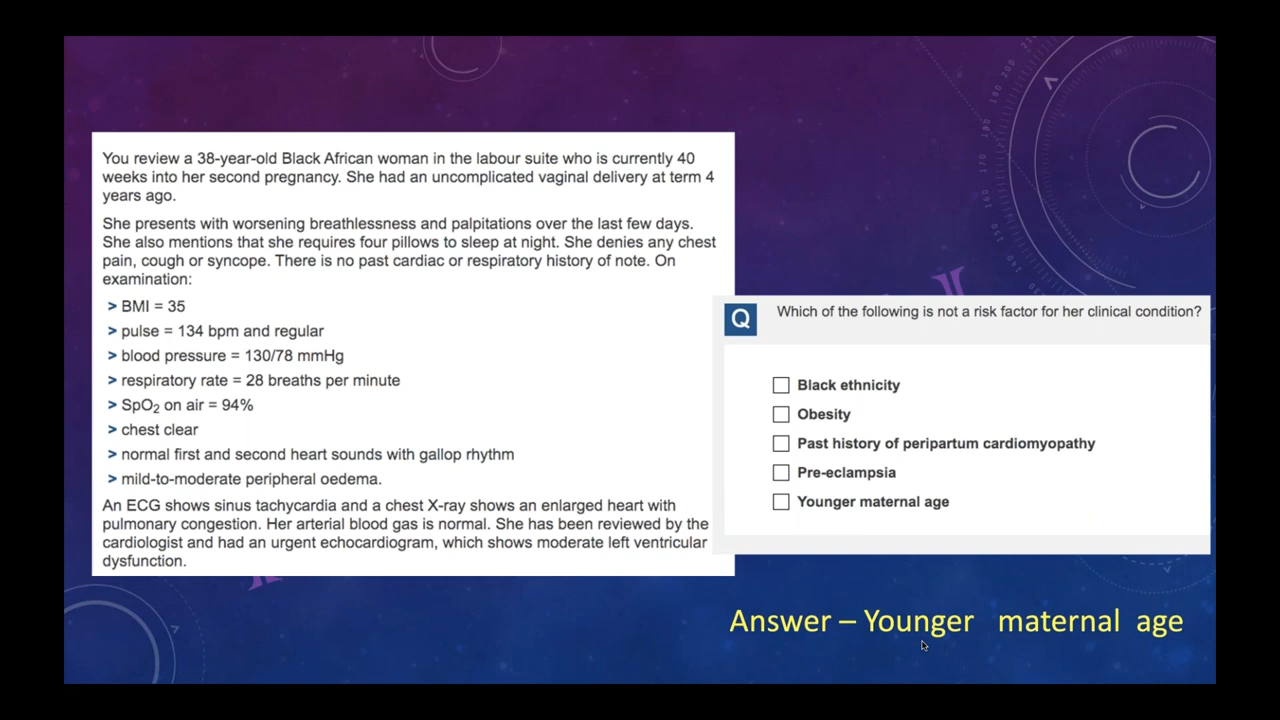 You review a 38-year-old Black African woman in the labour suite who is currently 40
weeks into her second pregnancy. She had an uncomplicated vaginal delivery at term 4
years ago.
She presents with worsening breathlessness and palpitations over the last few days.
She also mentions that she requires four pillows to sleep at night. She denies any chest
pain, cough or syncope. There is no past cardiac or respiratory history of note. On
examination:
> BMI = 35
> pulse = 134 bpm and regular
> blood pressure = 130/78 mmHg
> respiratory rate = 28 breaths per minute
> SpO2 on air = 94%
> chest clear
> normal first and second heart sounds with gallop rhythm
> mild-to-moderate peripheral oedema.
An ECG shows sinus tachycardia and a chest X-ray shows an enlarged heart with
pulmonary congestion. Her arterial blood gas is normal. She has been reviewed by the
cardiologist and had an urgent echocardiogram, which shows moderate left ventricular
dysfunction.
Q Which of the following is not a risk factor for her clinical condition?
Black ethnicity
Obesity
Past history of peripartum cardiomyopathy
Pre-eclampsia
Younger maternal age
Answer – Younger maternal age